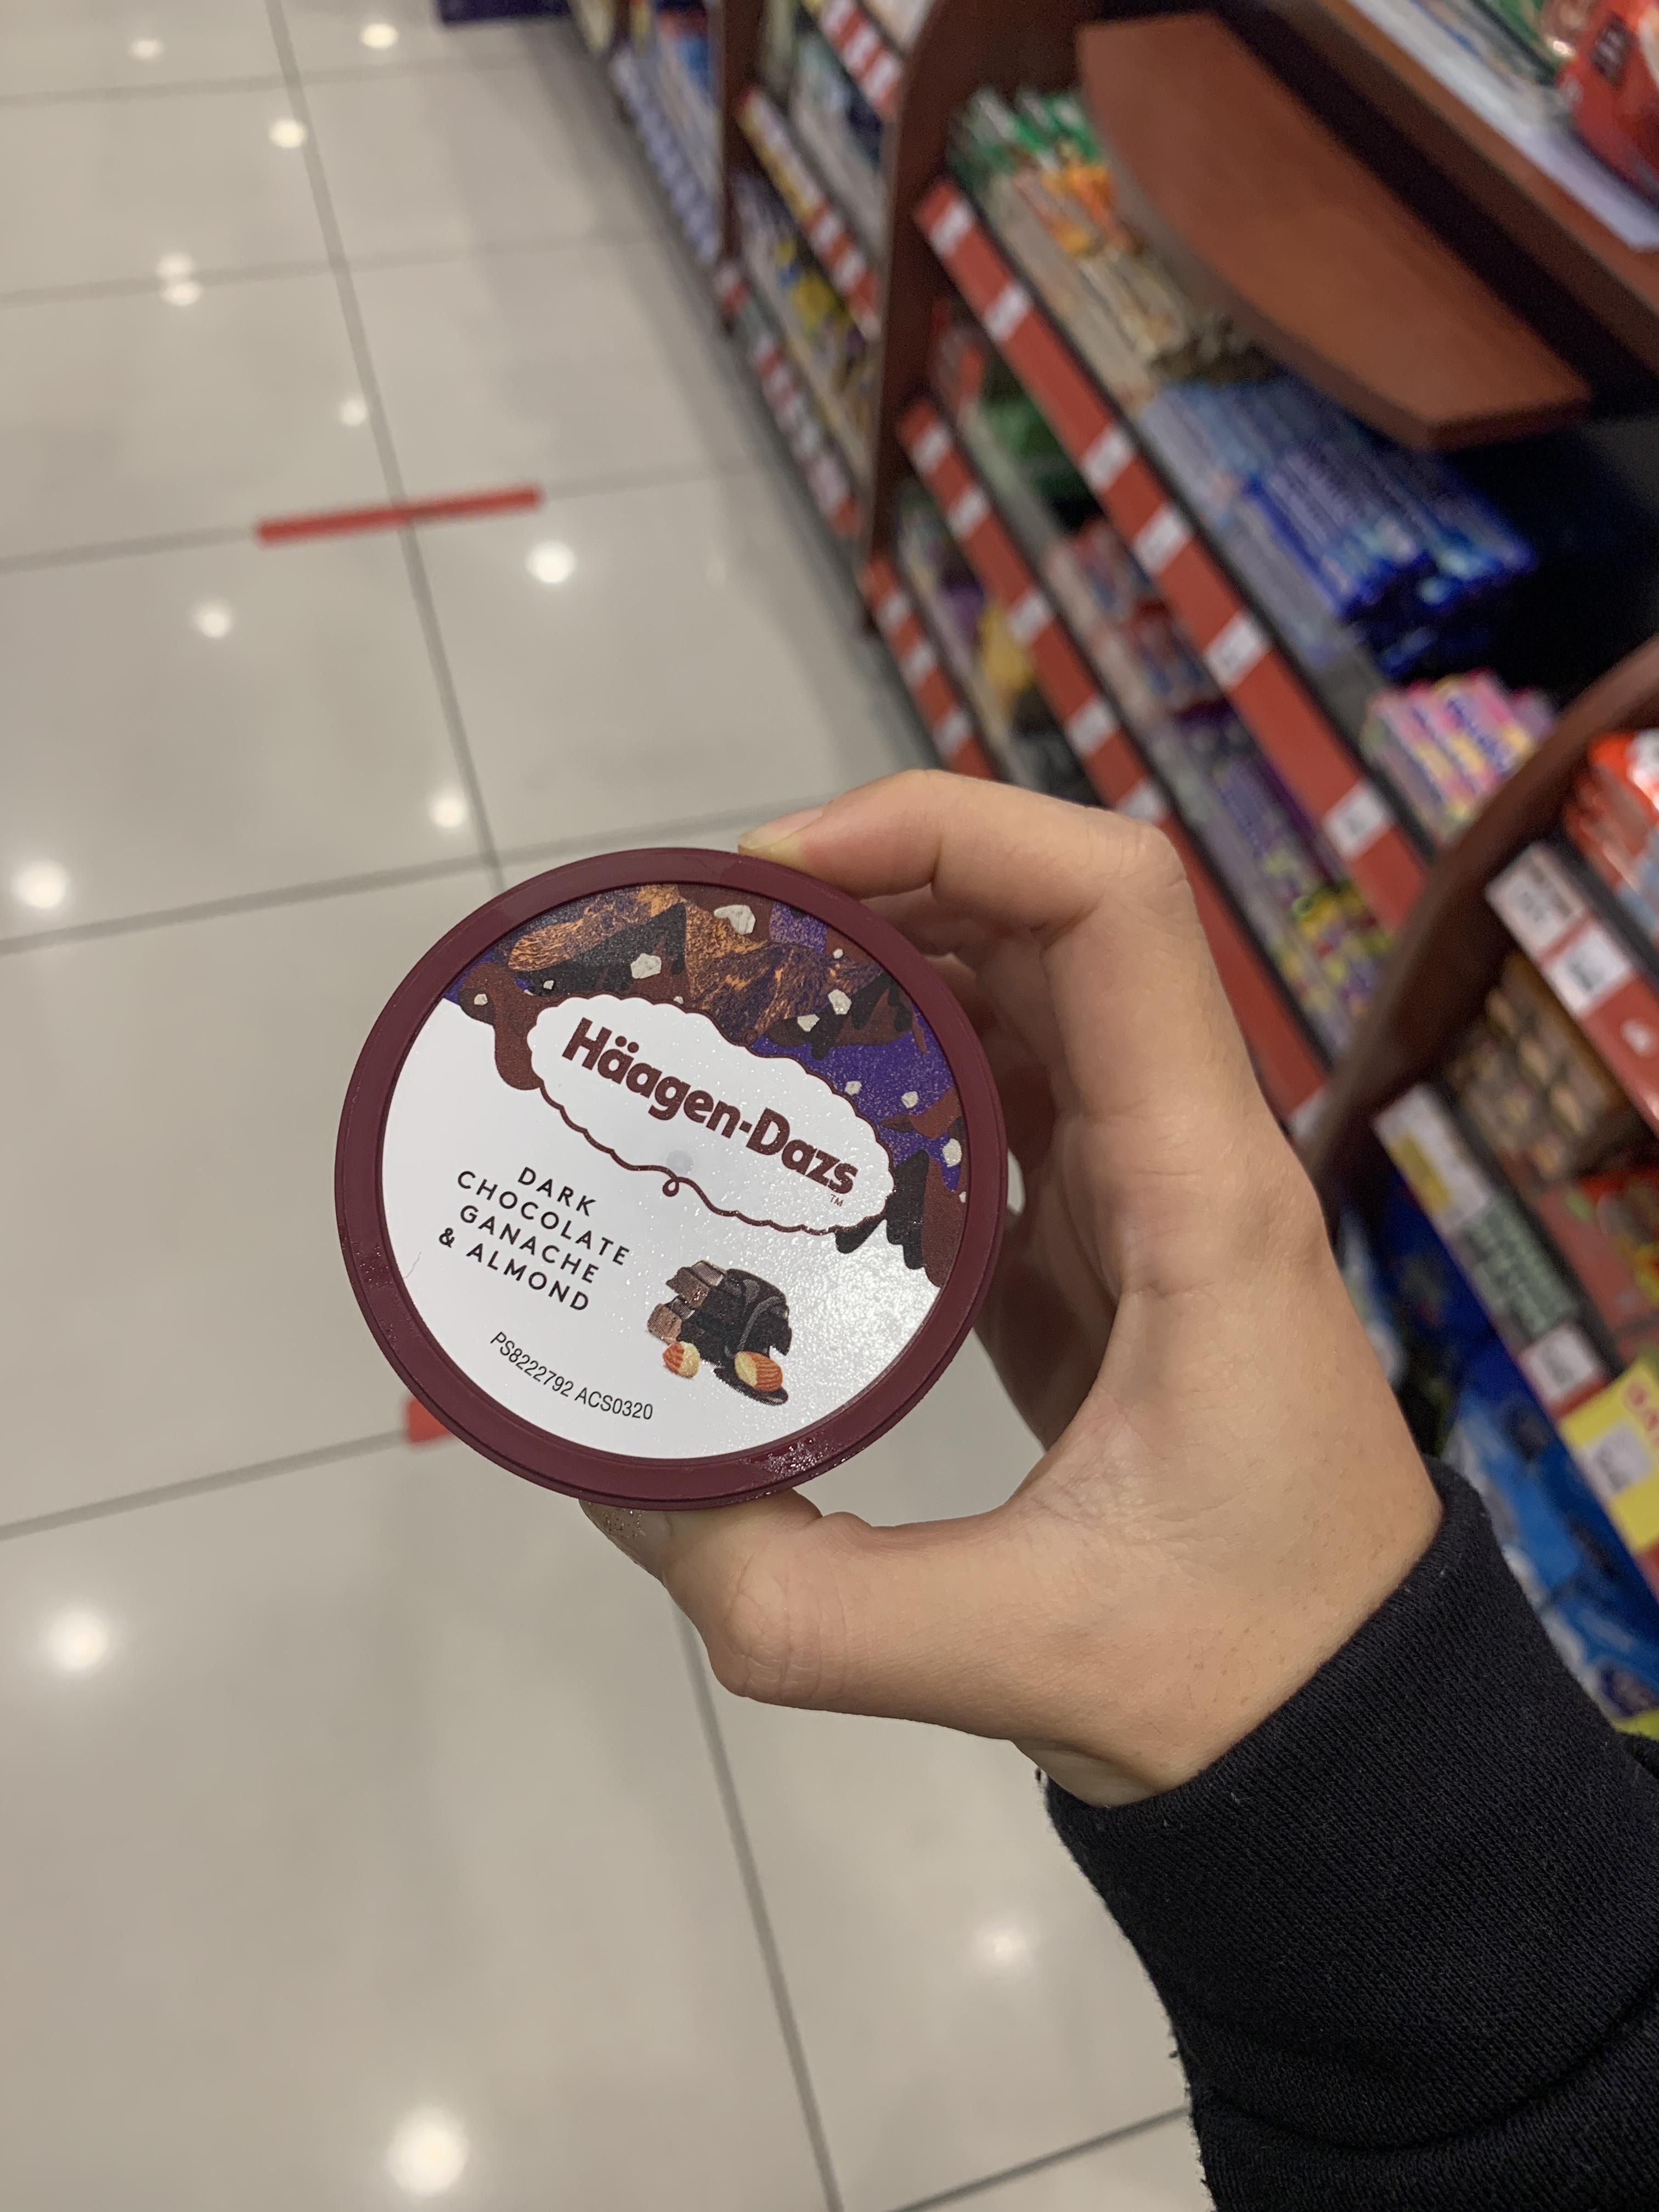 Häagen-Dazs
TM
DARK
CHOCOLATE
GANACHE
& ALMOND
PS8222792 ACS0320